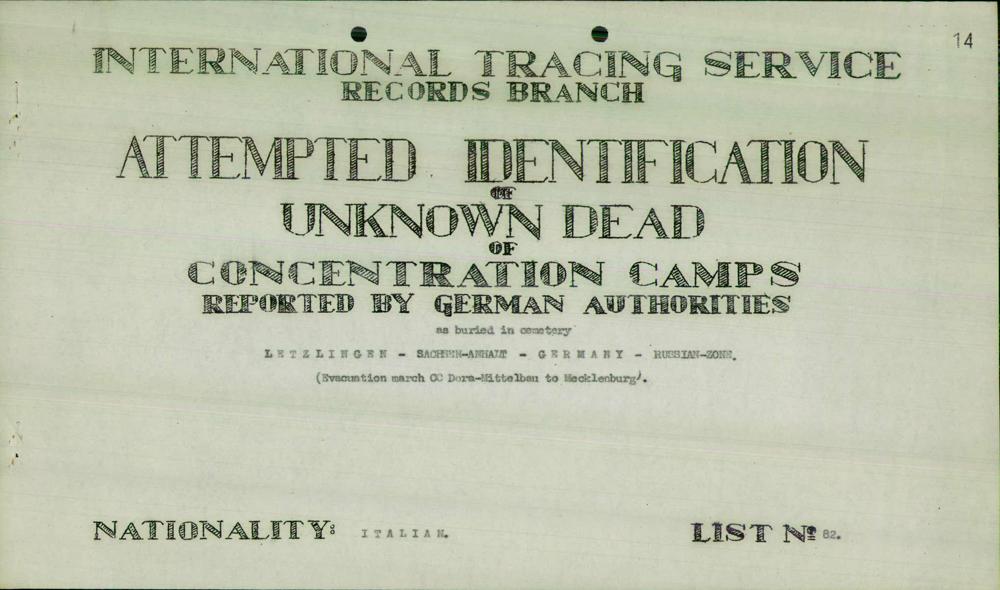 14
INTERNATIONAL TRACING SERVICE
RECORDS BRANCH
ATTEMPTED IDENTIFICATION
OF
UNKNOWN DEAD
OF
CONCENTRATION CAMPS
REPORTED BY GERMAN AUTHORITIES
as buried in cemetery
LETZLINGEN - SACHSEN-ANHALT - GERMANY - RUSSIAN-ZONE.
(Evacuation march CC Dora-Mittelbau to Mecklenburg).
NATIONALITY: ITALIAN. LIST Nº 82.